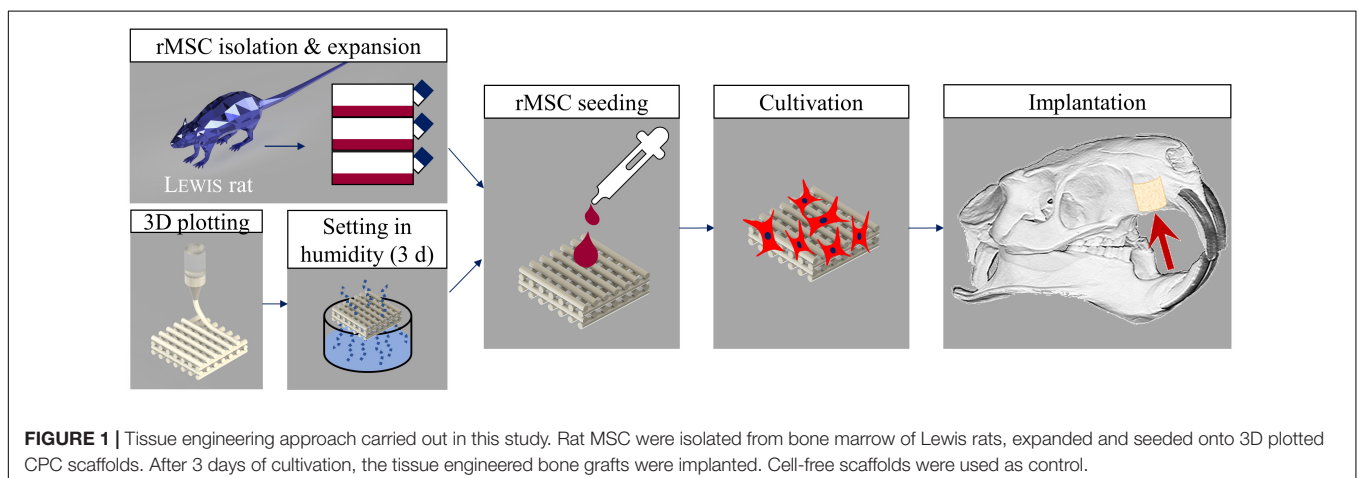 rMSC isolation & expansion
LEWIS rat
3D plotting
Setting in
humidity (3 d)
rMSC seeding
Cultivation
Implantation
FIGURE 1 | Tissue engineering approach carried out in this study. Rat MSC were isolated from bone marrow of Lewis rats, expanded and seeded onto 3D plotted
CPC scaffolds. After 3 days of cultivation, the tissue engineered bone grafts were implanted. Cell-free scaffolds were used as control.